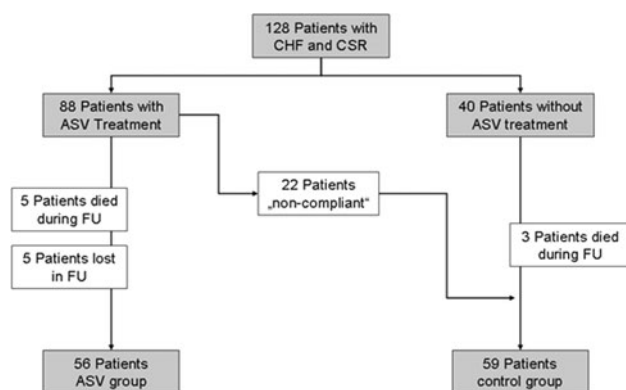 128 Patients with
CHF and CSR
88 Patients with
ASV Treatment
40 Patients without
ASV treatment
22 Patients
„non-compliant“
5 Patients died
during FU
3 Patients died
during FU
5 Patients lost
in FU
56 Patients
ASV group
59 Patients
control group